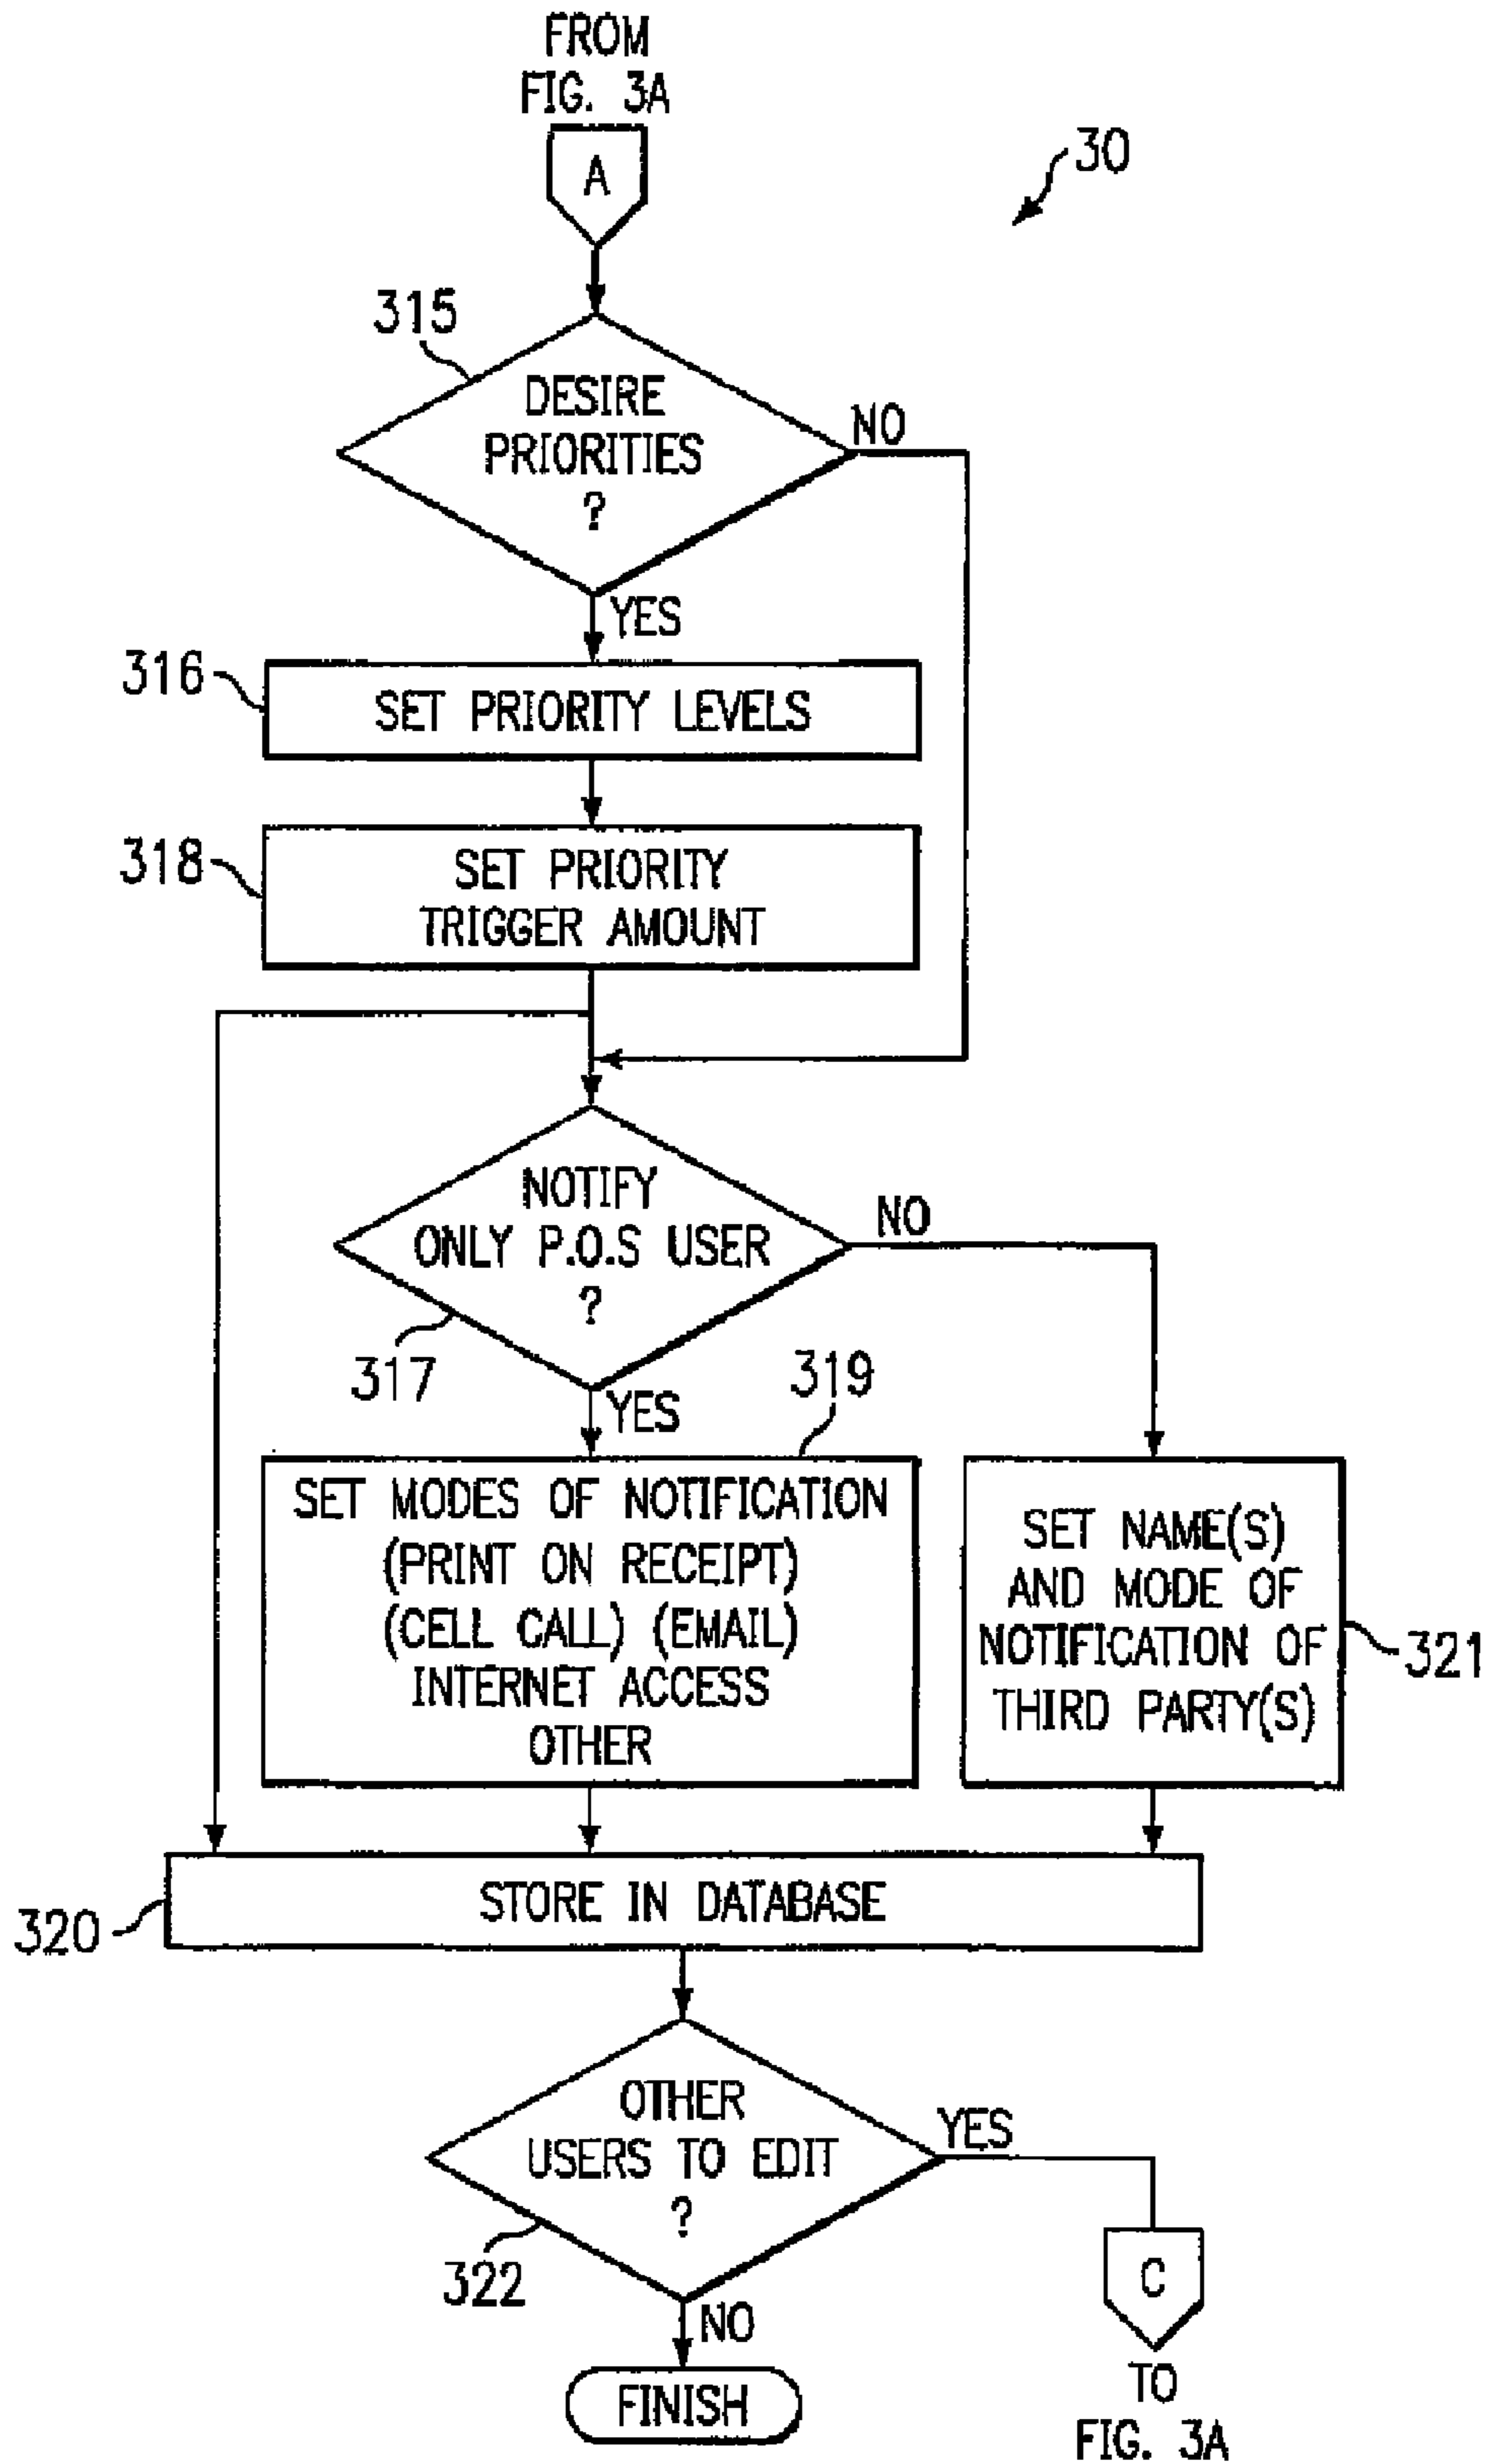 FROM
FIG. 3A
A
30
315
DESIRE
PRIORITIES
?
NO
YES
316
SET PRIORITY LEVELS
318
SET PRIORITY
TRIGGER AMOUNT
NOTIFY
ONLY P.O.S USER
?
NO
317
YES
319
SET MODES OF NOTIFICATION
(PRINT ON RECEIPT)
(CELL CALL) (EMAIL)
INTERNET ACCESS
OTHER
SET NAME(S)
AND MODE OF
NOTIFICATION OF
THIRD PARTY(S)
321
320
STORE IN DATABASE
OTHER
USERS TO EDIT
?
YES
322
NO
C
FINISH
TO
FIG. 3A